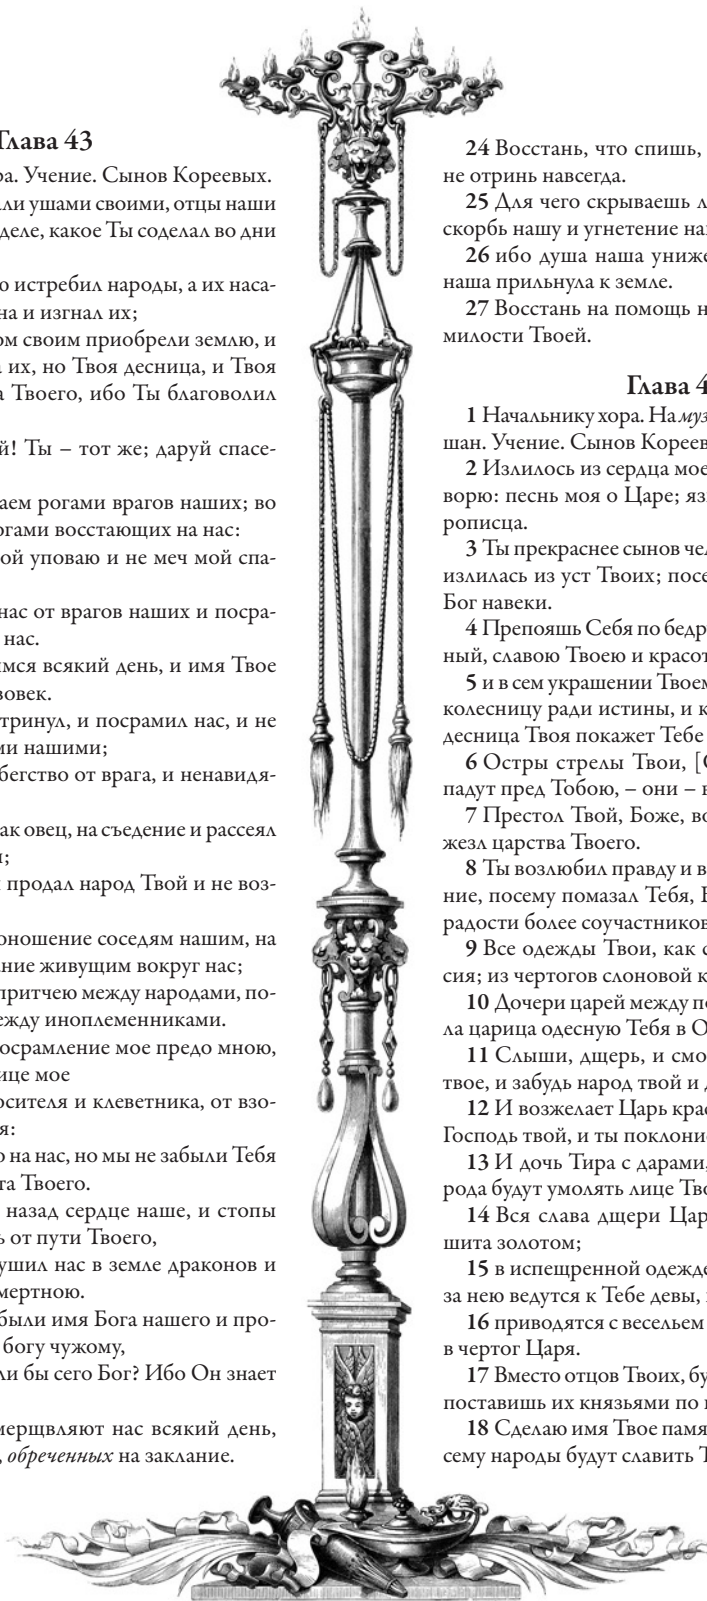 Глава 43
ра. Учение. Сынов Кореевых.
али ушами своими, отцы наши
деле, какое Ты соделал во дни
ю истребил народы, а их наса-
на и изгнал их;
ом своим приобрели землю, и
а их, но Твоя десница, и Твоя
а Твоего, ибо Ты благоволил
й! Ты – тот же; даруй спасе-
аем рогами врагов наших; во
огами восстающих на нас:
ой уповаю и не меч мой спа-
нас от врагов наших и посра-
нас.
мся всякий день, и имя Твое
вовек.
тринул, и посрамил нас, и не
ми нашими;
бегство от врага, и ненавидя-
ак овец, на съедение и рассеял
и;
продал народ Твой и не воз-
оношение соседям нашим, на
ание живущим вокруг нас;
притчею между народами, по-
ежду иноплеменниками.
осрамление мое предо мною,
ице мое
осителя и клеветника, от взо-
я:
о на нас, но мы не забыли Тебя
та Твоего.
назад сердце наше, и стопы
ь от пути Твоего,
ушил нас в земле драконов и
мертною.
были имя Бога нашего и про-
богу чужому,
ли бы сего Бог? Ибо Он знает
мерщвляют нас всякий день,
, обреченных на заклание.
24 Восстань, что спишь,
не отринь навсегда.
25 Для чего скрываешь л
скорбь нашу и угнетение на
26 ибо душа наша униже
наша прильнула к земле.
27 Восстань на помощь н
милости Твоей.
Глава 4
1 Начальнику хора. На муз
шан. Учение. Сынов Кореев
2 Излилось из сердца мое
ворю: песнь моя о Царе; язы
рописца.
3 Ты прекраснее сынов чел
излилась из уст Твоих; посе
Бог навеки.
4 Препояшь Себя по бедру
ный, славою Твоею и красот
5 и в сем украшении Твоем
колесницу ради истины, и к
десница Твоя покажет Тебе
6 Остры стрелы Твои, [С
падут пред Тобою, – они – в
7 Престол Твой, Боже, во
жезл царства Твоего.
8 Ты возлюбил правду и в
ние, посему помазал Тебя, Б
радости более соучастников
9 Все одежды Твои, как с
сия; из чертогов слоновой к
10 Дочери царей между по
ла царица одесную Тебя в О
11 Слыши, дщерь, и смо
твое, и забудь народ твой и д
12 И возжелает Царь крас
Господь твой, и ты поклонис
13 И дочь Тира с дарами,
рода будут умолять лице Тво
14 Вся слава дщери Цар
шита золотом;
15 в испещренной одежде
за нею ведутся к Тебе девы,
16 приводятся с весельем
в чертог Царя.
17 Вместо отцов Твоих, бу
поставишь их князьями по
18 Сделаю имя Твое памя
сему народы будут славить Т